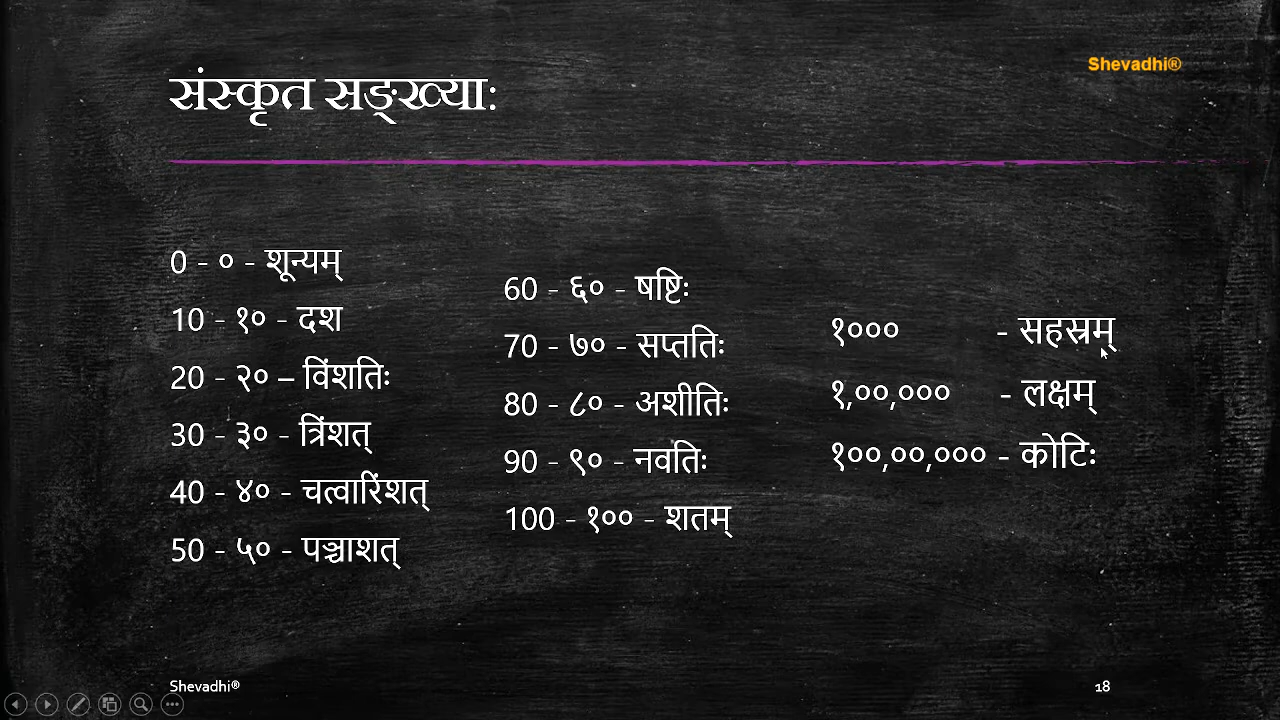 संस्कृत सङ्ख्याः
Shevadhi®
0 - ० - शून्यम्
10 - १० - दश
20 - २० – विंशतिः
30 - ३० - त्रिंशत्
40 - ४० - चत्वारिंशत्
50 - ५० - पञ्चाशत्
60 - ६० - षष्टिः
70 - ७० - सप्ततिः
80 - ८० - अशीतिः
90 - ९० - नवतिः
100 - १०० - शतम्
१००० - सहस्रम्
१,००,००० - लक्षम्
१००,००,००० - कोटिः
Shevadhi®
18